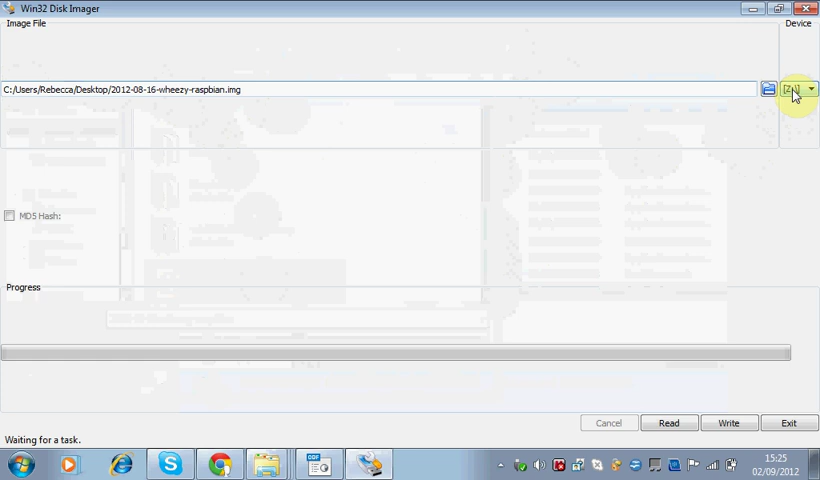 Win32 Disk Imager
Image File
Device
C:/Users/Rebecca/Desktop/2012-08-16-wheezy-raspbian.img
MD5 Hash:
Progress
Cancel
Read
Write
Exit
Waiting for a task.
15:25
02/09/2012